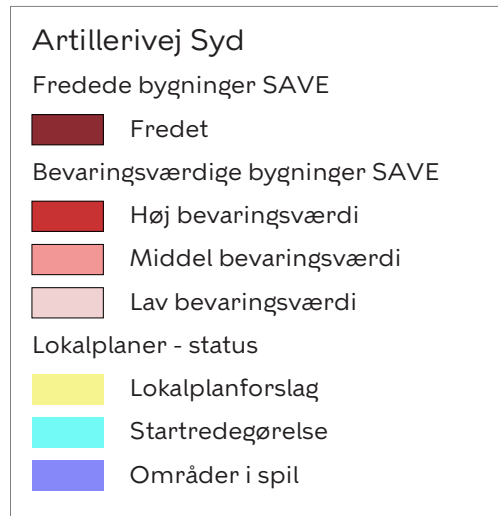 Artillerivej Syd
Fredede bygninger SAVE
Fredet
Bevaringsværdige bygninger SAVE
Høj bevaringsværdi
Middel bevaringsværdi
Lav bevaringsværdi
Lokalplaner - status
Lokalplanforslag
Startredegørelse
Områder i spil